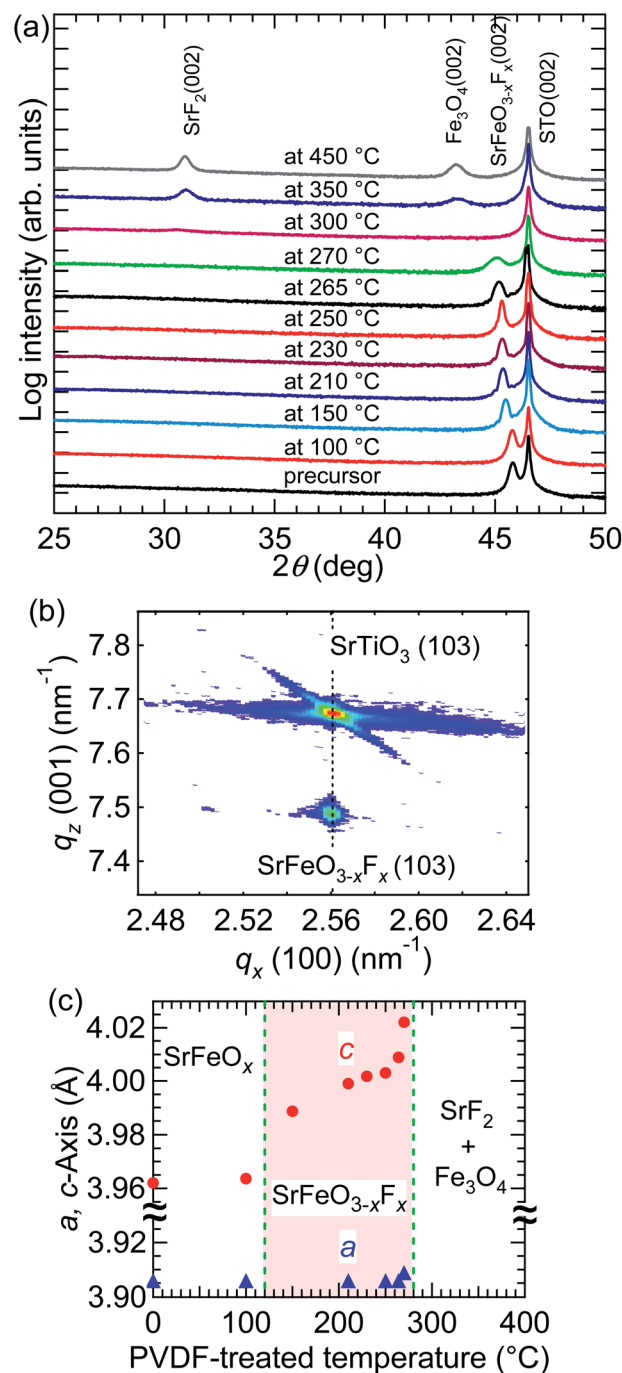 (a)
Log intensity (arb. units)
SrF₂(002)
Fe₃O₄(002)
SrFeO₃₋ₓFₓ(002)
STO(002)
at 450 °C
at 350 °C
at 300 °C
at 270 °C
at 265 °C
at 250 °C
at 230 °C
at 210 °C
at 150 °C
at 100 °C
precursor
25 30 35 40 45 50
2θ (deg)
(b)
q_z (001) (nm⁻¹)
7.8
7.7
7.6
7.5
7.4
SrTiO₃ (103)
SrFeO₃₋ₓFₓ (103)
2.48 2.52 2.56 2.60 2.64
qₓ (100) (nm⁻¹)
(c)
a, c-Axis (Å)
4.02
4.00
3.98
3.96
3.91
3.90
SrFeOₓ
c
SrF₂
+
Fe₃O₄
SrFeO₃₋ₓFₓ
a
0 100 200 300 400
PVDF-treated temperature (°C)